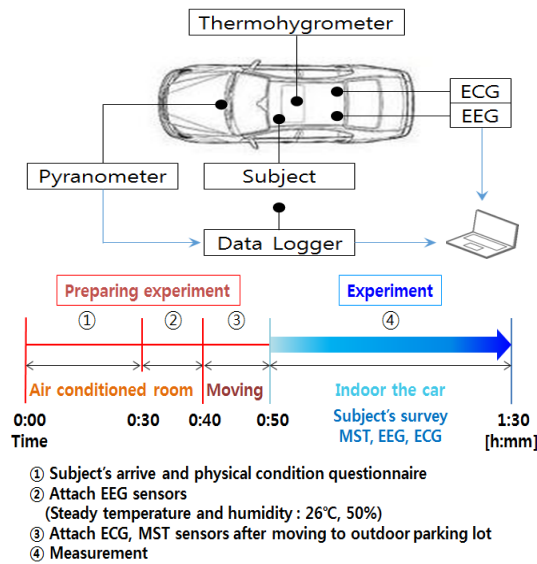 Thermohygrometer
ECG
EEG
Pyranometer
Subject
Data Logger
Preparing experiment
Experiment
① ② ③ ④
Air conditioned room
Moving
Indoor the car
0:00 0:30 0:40 0:50 1:30
Time
[h:mm]
Subject's survey
MST, EEG, ECG
① Subject's arrive and physical condition questionnaire
② Attach EEG sensors
(Steady temperature and humidity : 26℃, 50%)
③ Attach ECG, MST sensors after moving to outdoor parking lot
④ Measurement